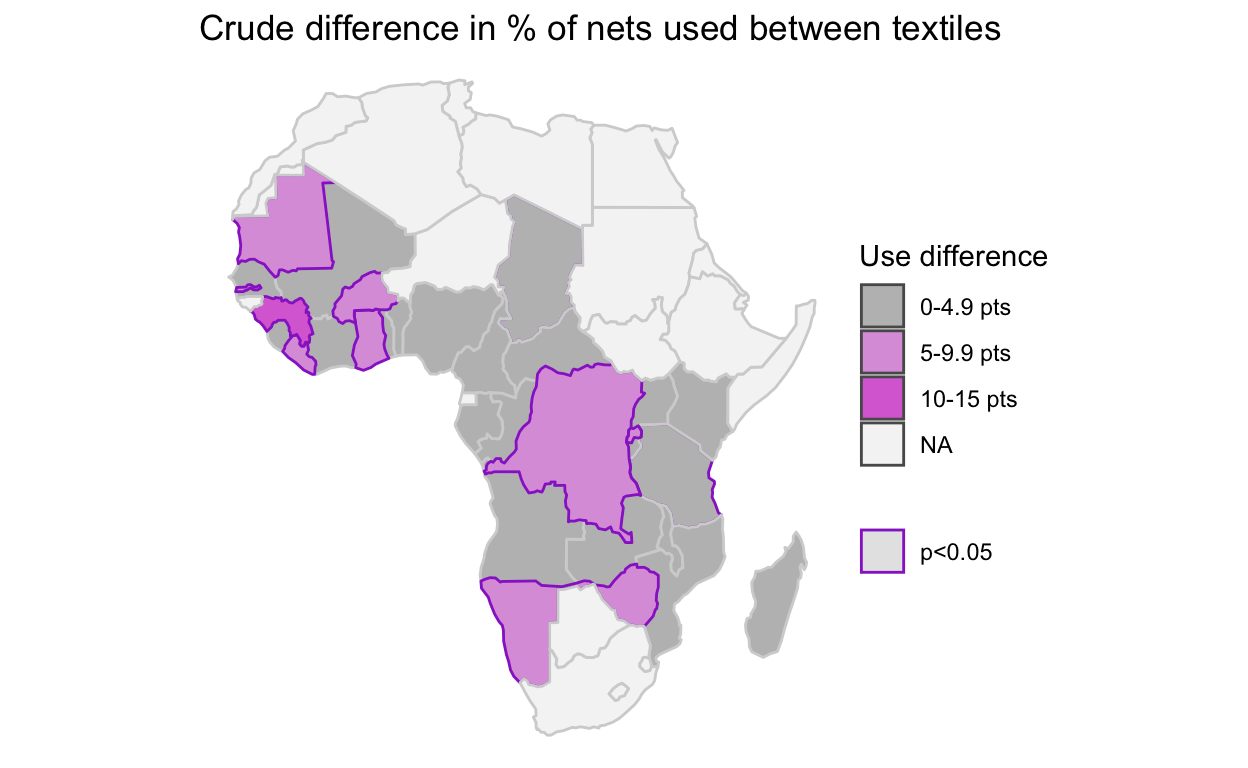 Crude difference in % of nets used between textiles
Use difference
0-4.9 pts
5-9.9 pts
10-15 pts
NA
p<0.05